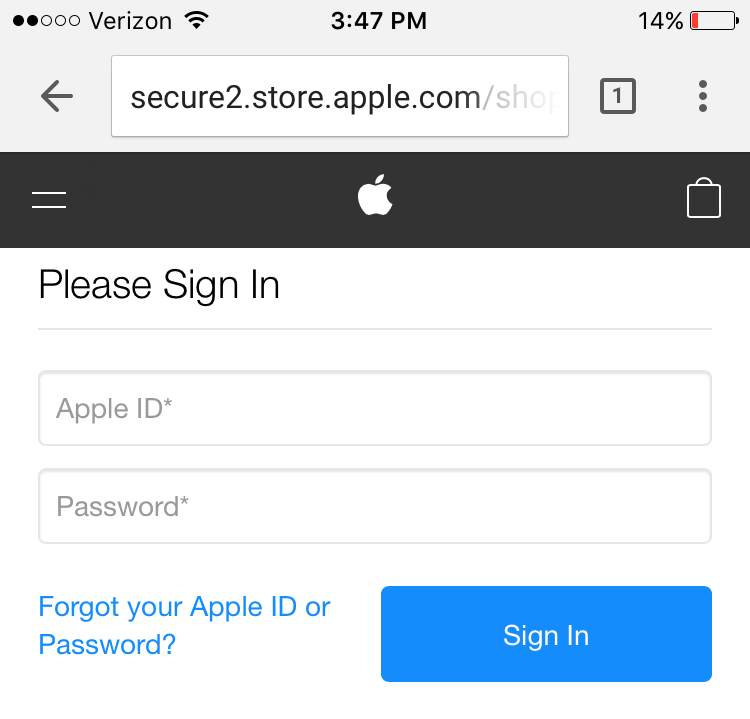 Verizon 3:47 PM 14%
secure2.store.apple.com/shop
1
Please Sign In
Apple ID*
Password*
Forgot your Apple ID or
Password?
Sign In